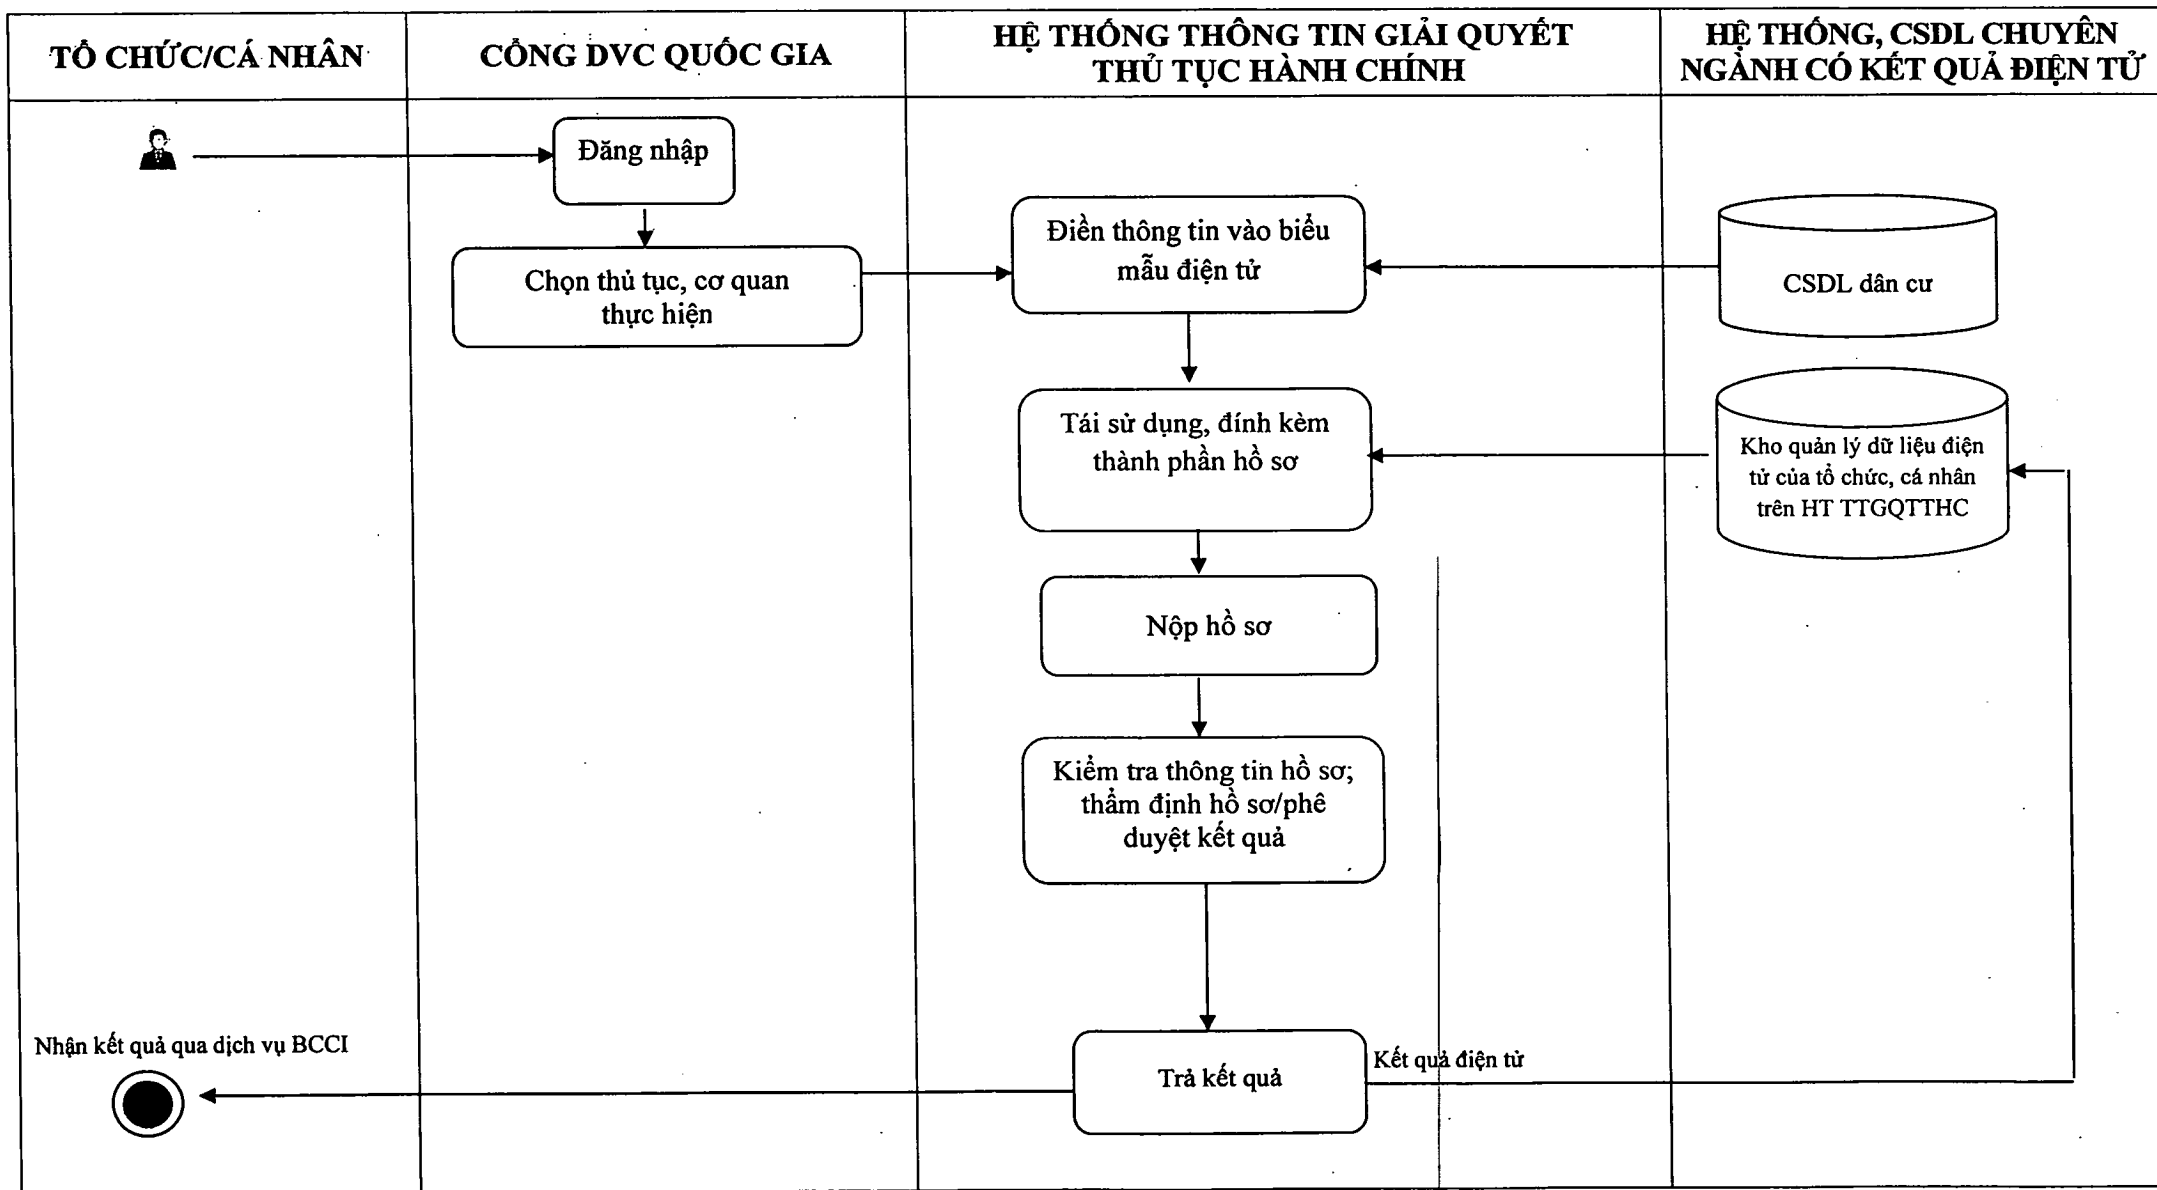 TỔ CHỨC/CÁ NHÂN
CỔNG DVC QUỐC GIA
HỆ THỐNG THÔNG TIN GIẢI QUYẾT
THỦ TỤC HÀNH CHÍNH
HỆ THỐNG, CSDL CHUYÊN
NGÀNH CÓ KẾT QUẢ ĐIỆN TỬ
Đăng nhập
Chọn thủ tục, cơ quan
thực hiện
Điền thông tin vào biểu
mẫu điện tử
CSDL dân cư
Tái sử dụng, đính kèm
thành phần hồ sơ
Kho quản lý dữ liệu điện
tử của tổ chức, cá nhân
trên HT TTGQTTHC
Nộp hồ sơ
Kiểm tra thông tin hồ sơ;
thẩm định hồ sơ/phê
duyệt kết quả
Nhận kết quả qua dịch vụ BCCI
Trả kết quả
Kết quả điện tử